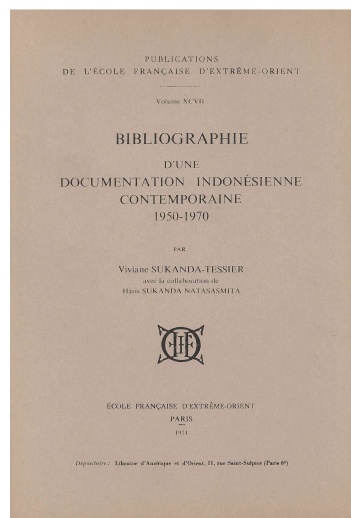 PUBLICATIONS
DE L'ÉCOLE FRANÇAISE D'EXTRÊME-ORIENT
Volume XCVII
BIBLIOGRAPHIE
D'UNE
DOCUMENTATION INDONÉSIENNE
CONTEMPORAINE
1950-1970
PAR
Viviane SUKANDA-TESSIER
avec la collaboration de
Haris SUKANDA NATASASMITA
ÉCOLE FRANÇAISE D'EXTRÊME-ORIENT
PARIS
1974
Dépositaire : Librairie d'Amérique et d'Orient, 11, rue Saint-Sulpice (Paris 6e)